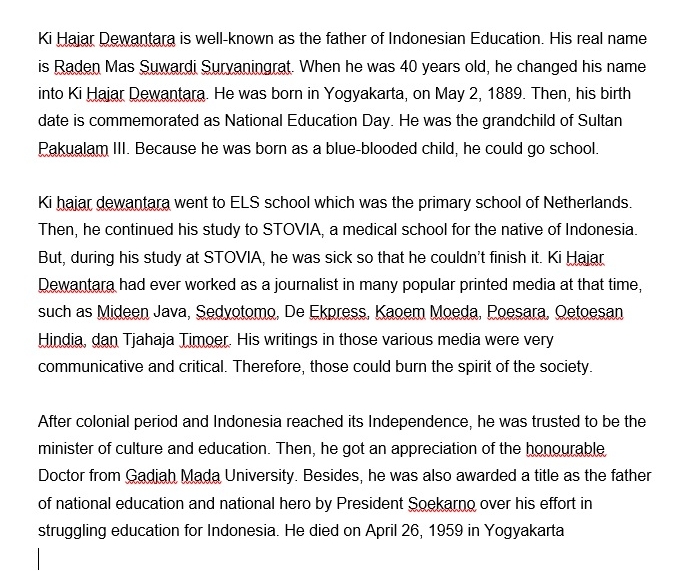 Ki Hajar Dewantara is well-known as the father of Indonesian Education. His real name
is Raden Mas Suwardi Suryaningrat. When he was 40 years old, he changed his name
into Ki Hajar Dewantara. He was born in Yogyakarta, on May 2, 1889. Then, his birth
date is commemorated as National Education Day. He was the grandchild of Sultan
Pakualam III. Because he was born as a blue-blooded child, he could go school.
Ki hajar dewantara went to ELS school which was the primary school of Netherlands.
Then, he continued his study to STOVIA, a medical school for the native of Indonesia.
But, during his study at STOVIA, he was sick so that he couldn't finish it. Ki Hajar
Dewantara had ever worked as a journalist in many popular printed media at that time,
such as Mideen Java, Sedyotomo, De Ekpress, Kaoem Moeda, Poesara, Oetoesan
Hindia, dan Tjahaja Timoer. His writings in those various media were very
communicative and critical. Therefore, those could burn the spirit of the society.
After colonial period and Indonesia reached its Independence, he was trusted to be the
minister of culture and education. Then, he got an appreciation of the honourable
Doctor from Gadjah Mada University. Besides, he was also awarded a title as the father
of national education and national hero by President Soekarno over his effort in
struggling education for Indonesia. He died on April 26, 1959 in Yogyakarta